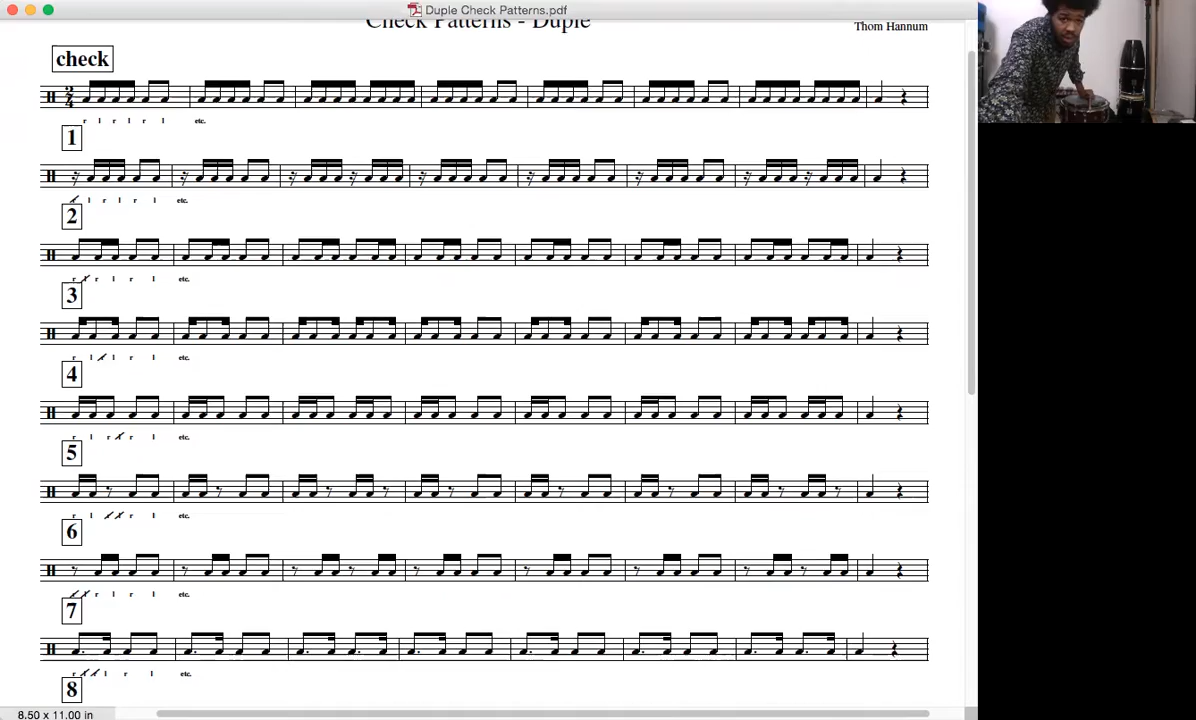 Duple Check Patterns.pdf
Check Patterns - Duple
Thom Hannum
check
2
4
r l r l r l etc.
1
r l r l r l etc.
2
r l r l r l etc.
3
r l r l r l etc.
4
r l r l r l etc.
5
r l r l r l etc.
6
r l r l r l etc.
7
r l r l r l etc.
8
8.50 x 11.00 in